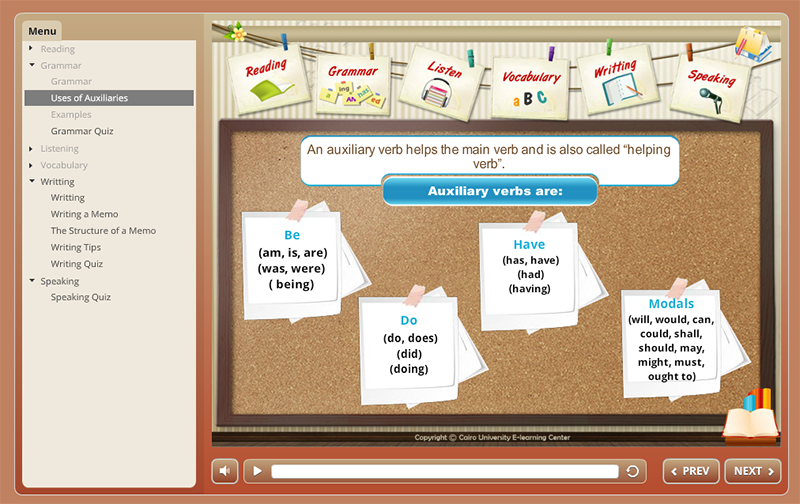 Menu
Reading
Grammar
Grammar
Uses of Auxiliaries
Examples
Grammar Quiz
Listening
Vocabulary
Writting
Writting
Writing a Memo
The Structure of a Memo
Writing Tips
Writing Quiz
Speaking
Speaking Quiz
Reading
Grammar
a
ing
has
ed
Listen
Vocabulary
a B C
Writting
Speaking
An auxiliary verb helps the main verb and is also called “helping
verb”.
Auxiliary verbs are:
Be
(am, is, are)
(was, were)
( being)
Do
(do, does)
(did)
(doing)
Have
(has, have)
(had)
(having)
Modals
(will, would, can,
could, shall,
should, may,
might, must,
ought to)
Copyright © Cairo University E-learning Center
PREV
NEXT